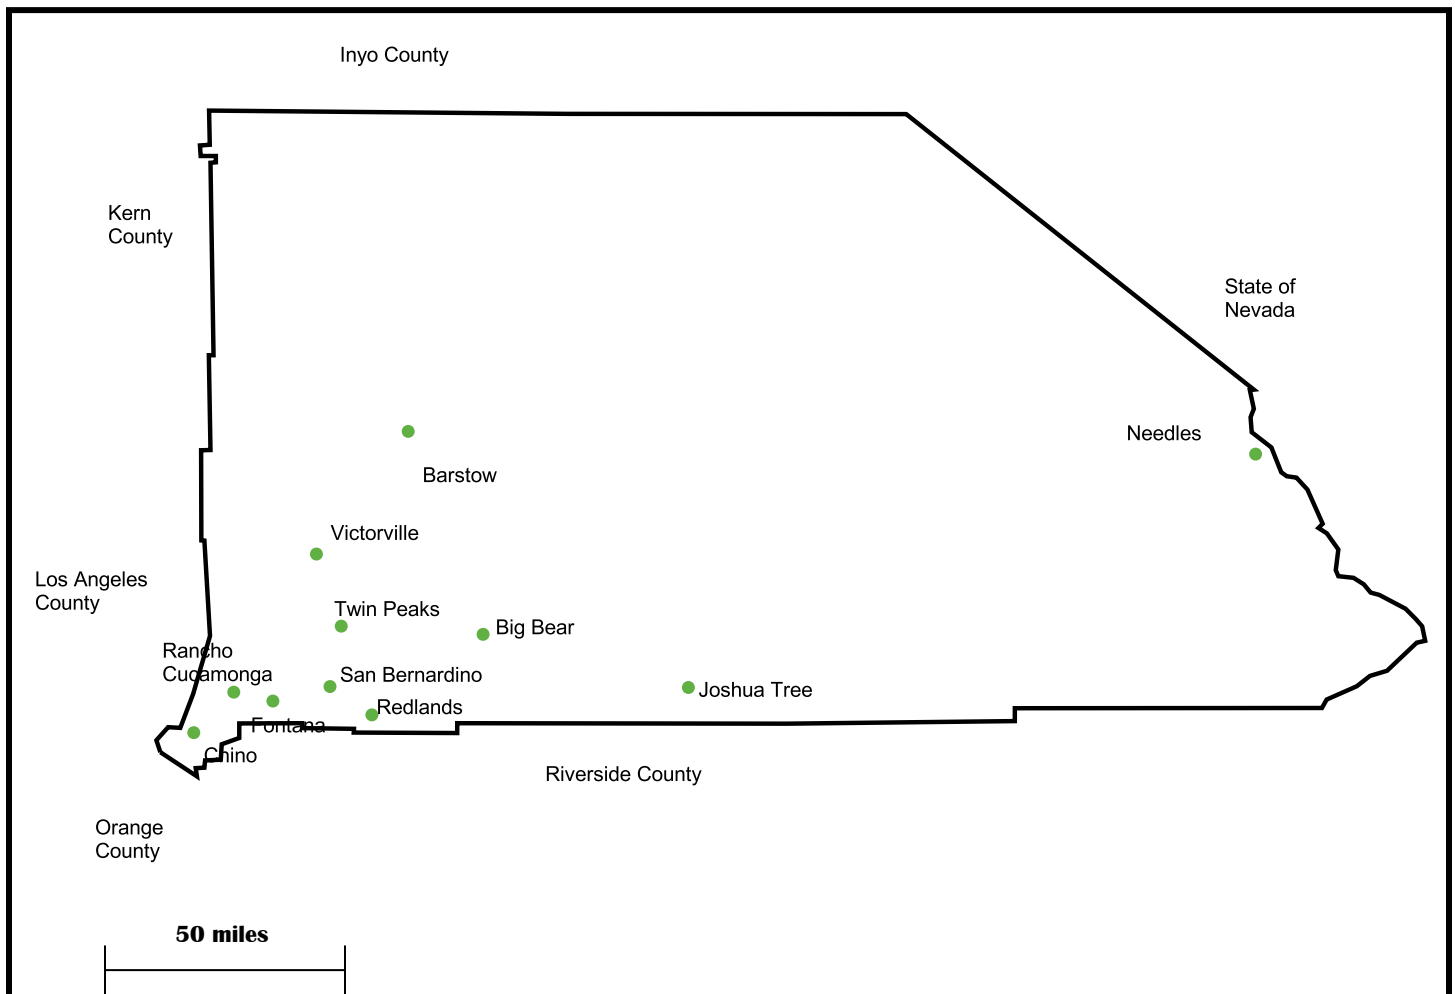 Inyo County
Kern
County
State of
Nevada
Needles
Barstow
Victorville
Los Angeles
County
Twin Peaks
Big Bear
Rancho
Cucamonga
San Bernardino
Joshua Tree
Redlands
Fontana
Chino
Riverside County
Orange
County
50 miles